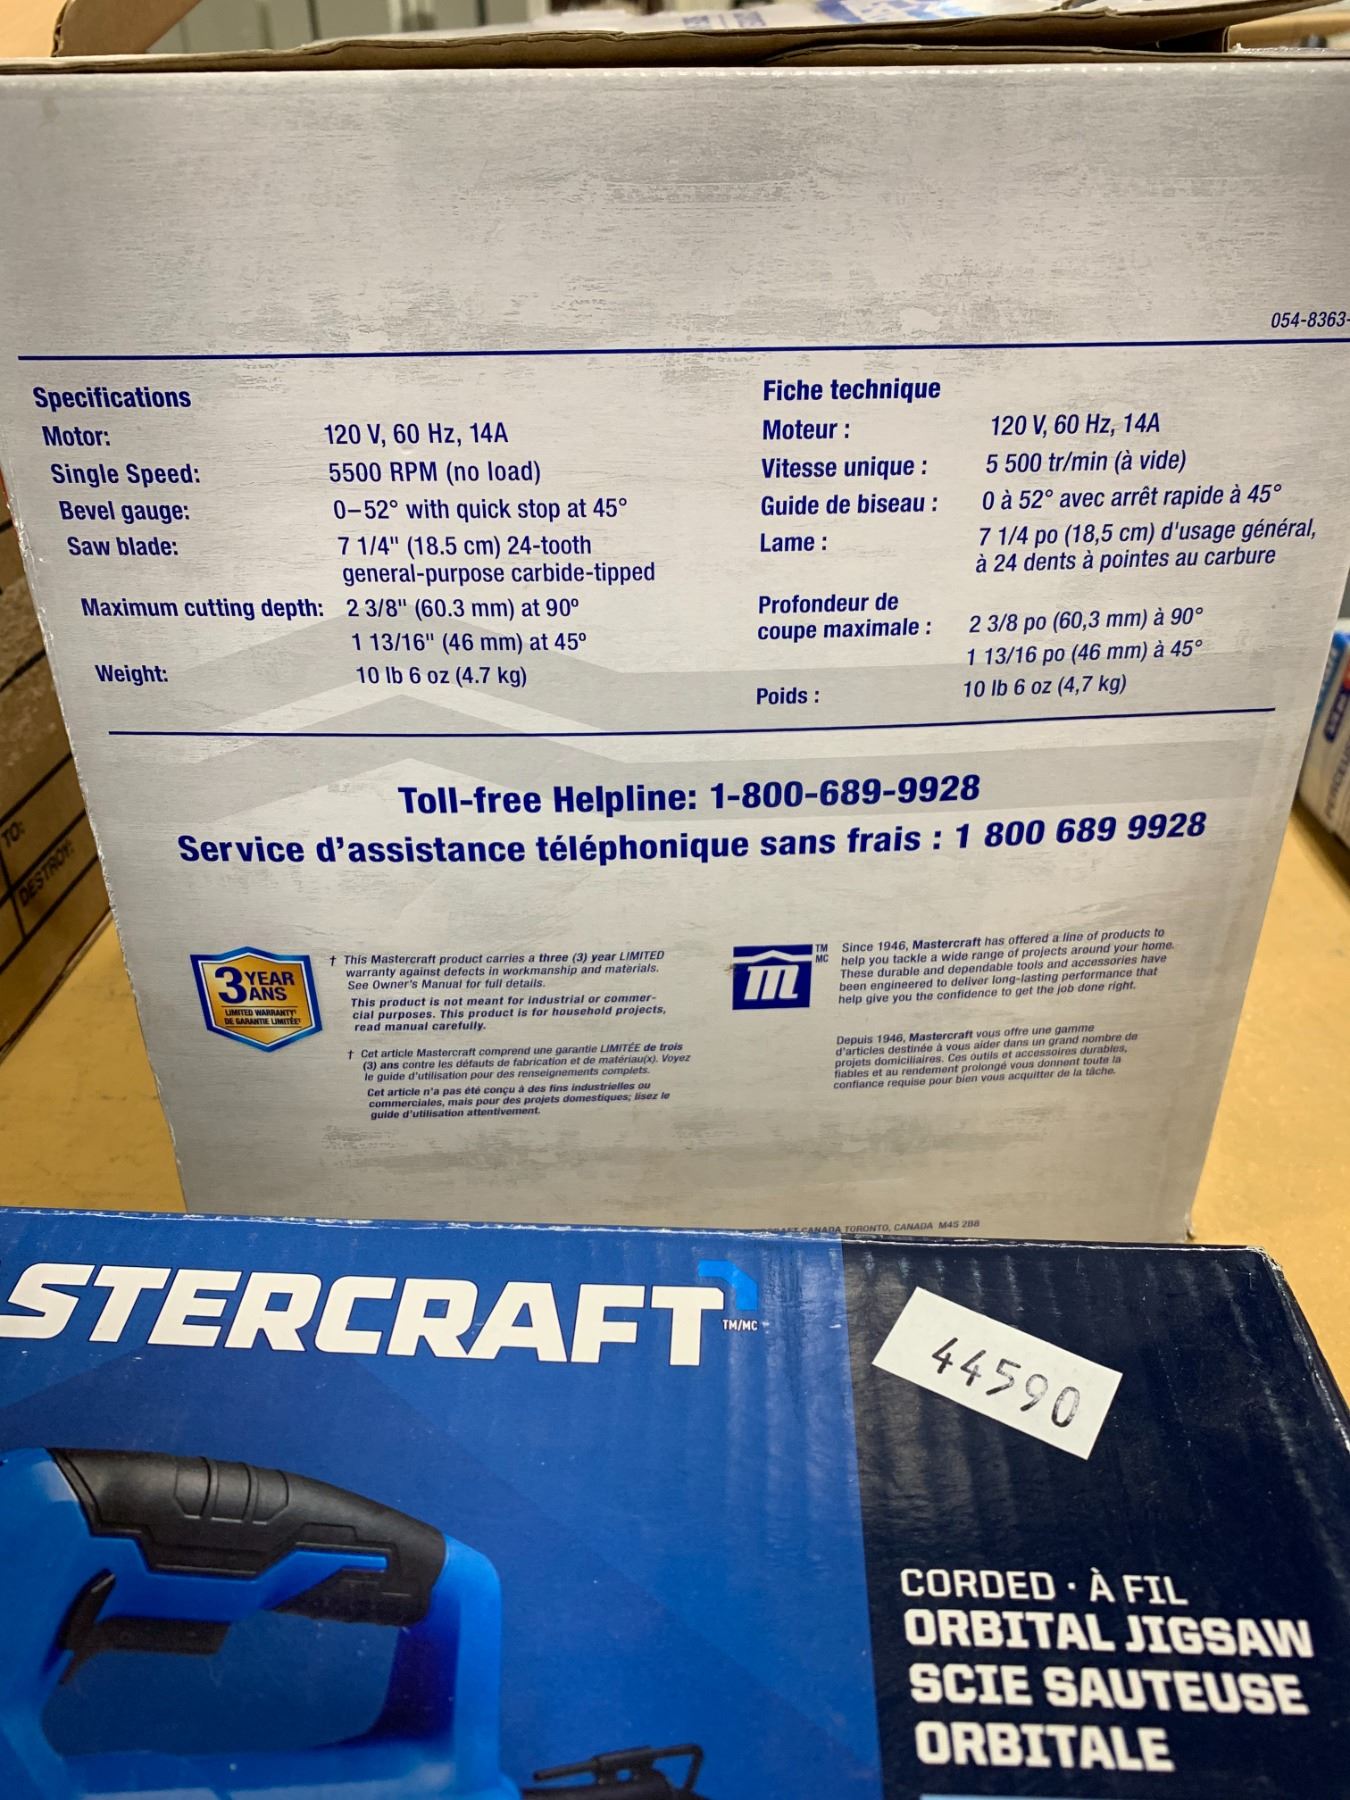 054-8363-
Specifications
Motor: 120 V, 60 Hz, 14A
Single Speed: 5500 RPM (no load)
Bevel gauge: 0–52° with quick stop at 45°
Saw blade: 7 1/4" (18.5 cm) 24-tooth
general-purpose carbide-tipped
Maximum cutting depth: 2 3/8" (60.3 mm) at 90º
1 13/16" (46 mm) at 45º
Weight: 10 lb 6 oz (4.7 kg)
Fiche technique
Moteur : 120 V, 60 Hz, 14A
Vitesse unique : 5 500 tr/min (à vide)
Guide de biseau : 0 à 52° avec arrêt rapide à 45°
Lame : 7 1/4 po (18,5 cm) d'usage général,
à 24 dents à pointes au carbure
Profondeur de
coupe maximale : 2 3/8 po (60,3 mm) à 90°
1 13/16 po (46 mm) à 45°
Poids : 10 lb 6 oz (4,7 kg)
Toll-free Helpline: 1-800-689-9928
Service d’assistance téléphonique sans frais : 1 800 689 9928
3 YEAR
ANS
LIMITED WARRANTY†
DE GARANTIE LIMITÉE†
† This Mastercraft product carries a three (3) year LIMITED
warranty against defects in workmanship and materials.
See Owner's Manual for full details.
This product is not meant for industrial or commer-
cial purposes. This product is for household projects,
read manual carefully.
† Cet article Mastercraft comprend une garantie LIMITÉE de trois
(3) ans contre les défauts de fabrication et de matériau(x). Voyez
le guide d'utilisation pour des renseignements complets.
Cet article n'a pas été conçu à des fins industrielles ou
commerciales, mais pour des projets domestiques; lisez le
guide d'utilisation attentivement.
m
TM
MC
Since 1946, Mastercraft has offered a line of products to
help you tackle a wide range of projects around your home.
These durable and dependable tools and accessories have
been engineered to deliver long-lasting performance that
help give you the confidence to get the job done right.
Depuis 1946, Mastercraft vous offre une gamme
d'articles destinée à vous aider dans un grand nombre de
projets domiciliaires. Ces outils et accessoires durables,
fiables et au rendement prolongé vous donnent toute la
confiance requise pour bien vous acquitter de la tâche.
CANADA TORONTO, CANADA M4S 2B8
TO:
DESTROY:
STERCRAFT TM/MC
44590
CORDED · À FIL
ORBITAL JIGSAW
SCIE SAUTEUSE
ORBITALE